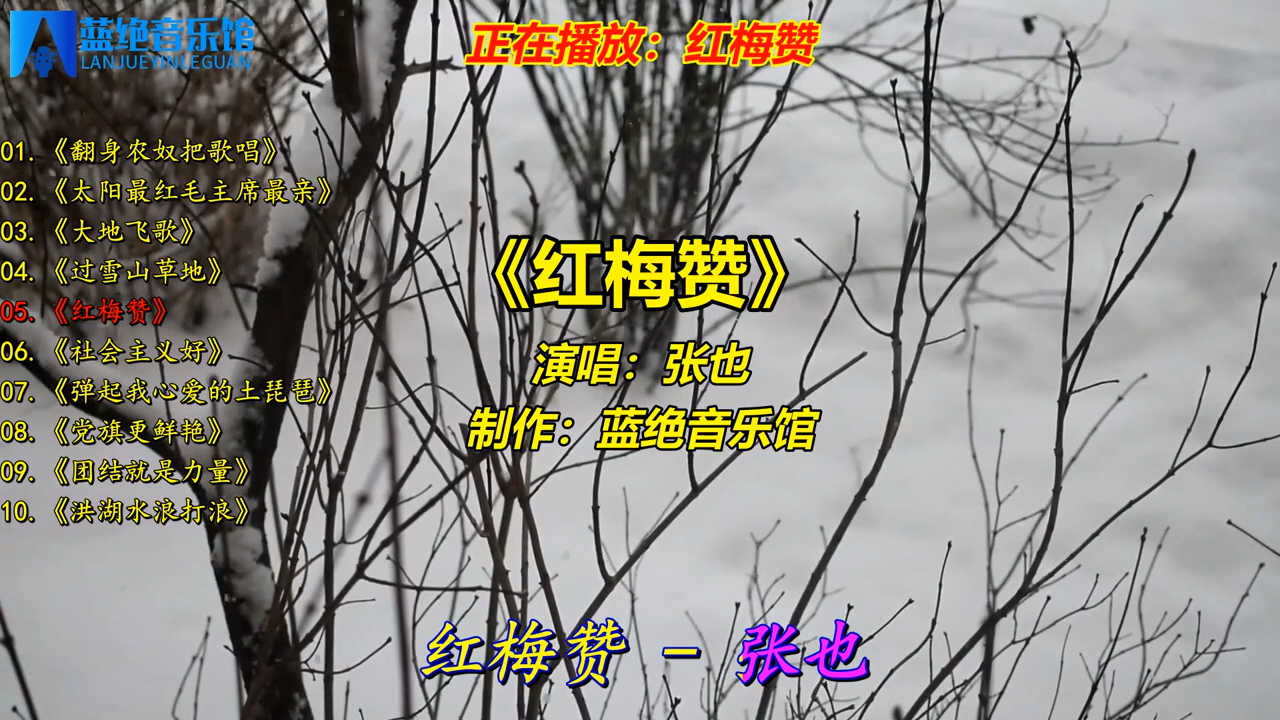 蓝绝音乐馆
LANJUEYINLEGUAN
正在播放：红梅赞
01.《翻身农奴把歌唱》
02.《太阳最红毛主席最亲》
03.《大地飞歌》
04.《过雪山草地》
05.《红梅赞》
06.《社会主义好》
07.《弹起我心爱的土琵琶》
08.《党旗更鲜艳》
09.《团结就是力量》
10.《洪湖水浪打浪》
《红梅赞》
演唱：张也
制作：蓝绝音乐馆
红梅赞 - 张也